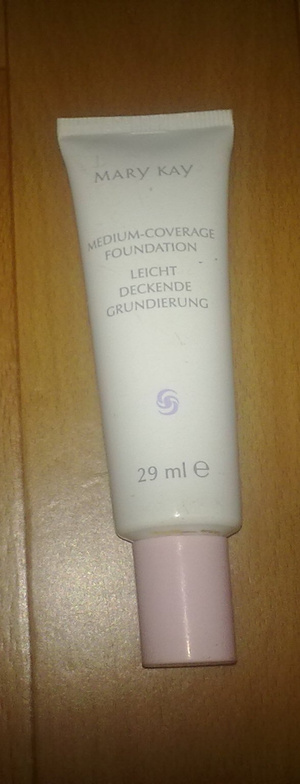 MARY KAY
MEDIUM-COVERAGE
FOUNDATION
LEICHT
DECKENDE
GRUNDIERUNG
29 ml ℮